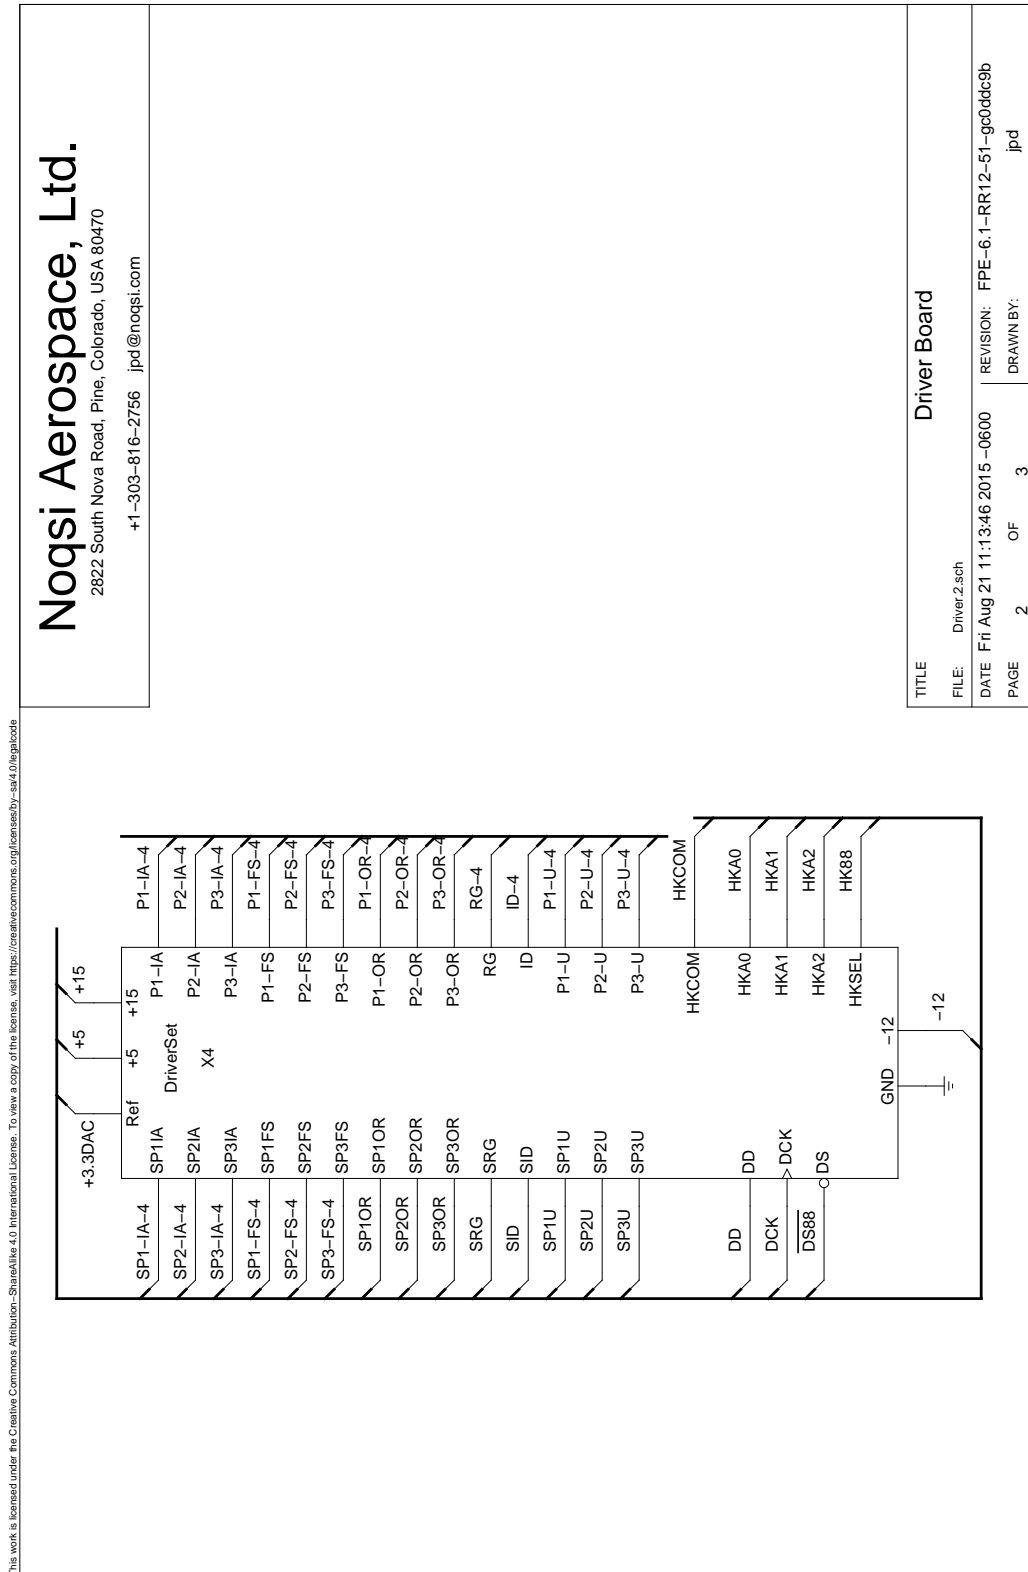 This work is licensed under the Creative Commons Attribution−ShareAlike 4.0 International License. To view a copy of the license, visit https://creativecommons.org/licenses/by−sa/4.0/legalcode
Noqsi Aerospace, Ltd.
2822 South Nova Road, Pine, Colorado, USA 80470
+1−303−816−2756 jpd@noqsi.com
+3.3DAC
+5
+15
Ref
+5
+15
DriverSet
X4
SP1−IA−4
SP1IA
P1−IA
P1−IA−4
SP2−IA−4
SP2IA
P2−IA
P2−IA−4
SP3−IA−4
SP3IA
P3−IA
P3−IA−4
SP1−FS−4
SP1FS
P1−FS
P1−FS−4
SP2−FS−4
SP2FS
P2−FS
P2−FS−4
SP3−FS−4
SP3FS
P3−FS
P3−FS−4
SP1OR
SP1OR
P1−OR
P1−OR−4
SP2OR
SP2OR
P2−OR
P2−OR−4
SP3OR
SP3OR
P3−OR
P3−OR−4
SRG
SRG
RG
RG−4
SID
SID
ID
ID−4
SP1U
SP1U
P1−U
P1−U−4
SP2U
SP2U
P2−U
P2−U−4
SP3U
SP3U
P3−U
P3−U−4
HKCOM
HKCOM
DD
DD
HKA0
HKA0
DCK
DCK
HKA1
HKA1
DS88
DS
HKA2
HKA2
HKSEL
HK88
GND
−12
−12
TITLE
Driver Board
FILE: Driver.2.sch
DATE Fri Aug 21 11:13:46 2015 −0600
REVISION: FPE−6.1−RR12−51−gc0ddc9b
PAGE 2 OF 3
DRAWN BY: jpd